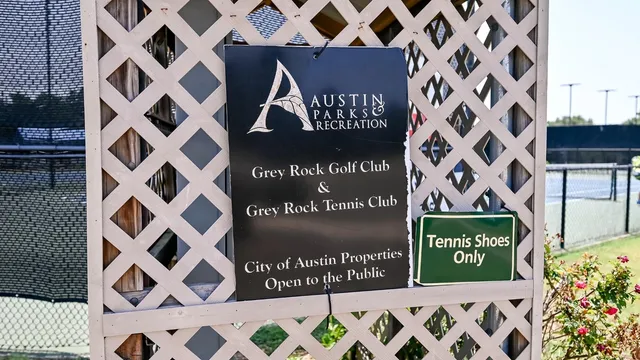 AUSTIN
PARKS &
RECREATION
Grey Rock Golf Club
&
Grey Rock Tennis Club
City of Austin Properties
Open to the Public
Tennis Shoes
Only